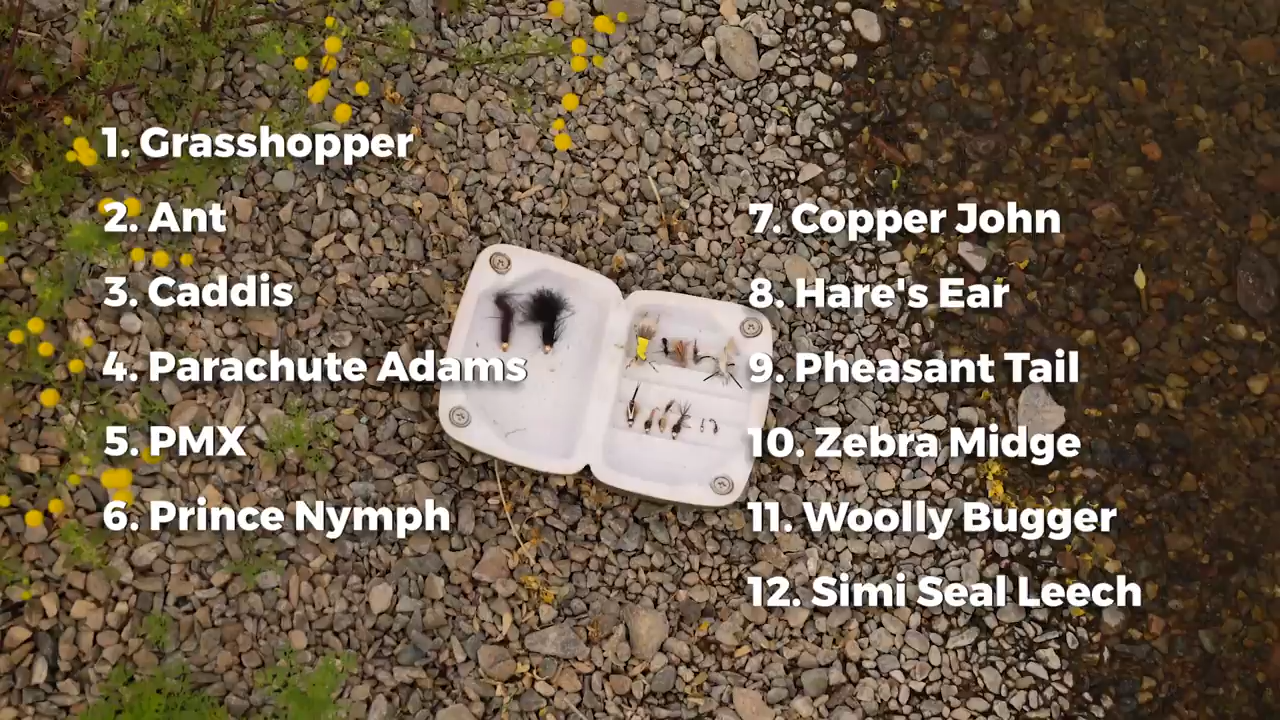 1. Grasshopper
2. Ant
3. Caddis
4. Parachute Adams
5. PMX
6. Prince Nymph
7. Copper John
8. Hare's Ear
9. Pheasant Tail
10. Zebra Midge
11. Woolly Bugger
12. Simi Seal Leech